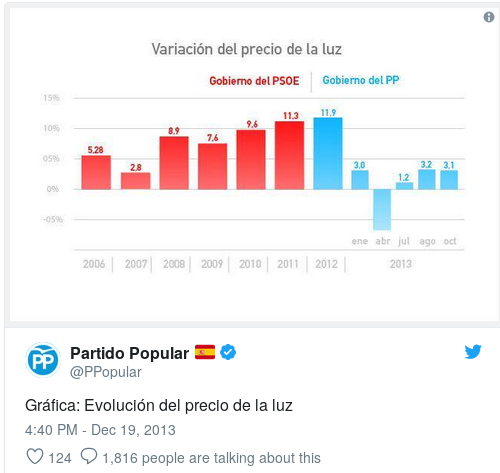 Variación del precio de la luz
Gobierno del PSOE
Gobierno del PP
15%
10%
05%
0%
-05%
5,28
2,8
8,9
7,6
9,6
11,3
11,9
3,0
1,2
3,2
3,1
ene abr jul ago oct
2006 2007 2008 2009 2010 2011 2012 2013
PP
Partido Popular
@PPopular
Gráfica: Evolución del precio de la luz
4:40 PM - Dec 19, 2013
124 1,816 people are talking about this